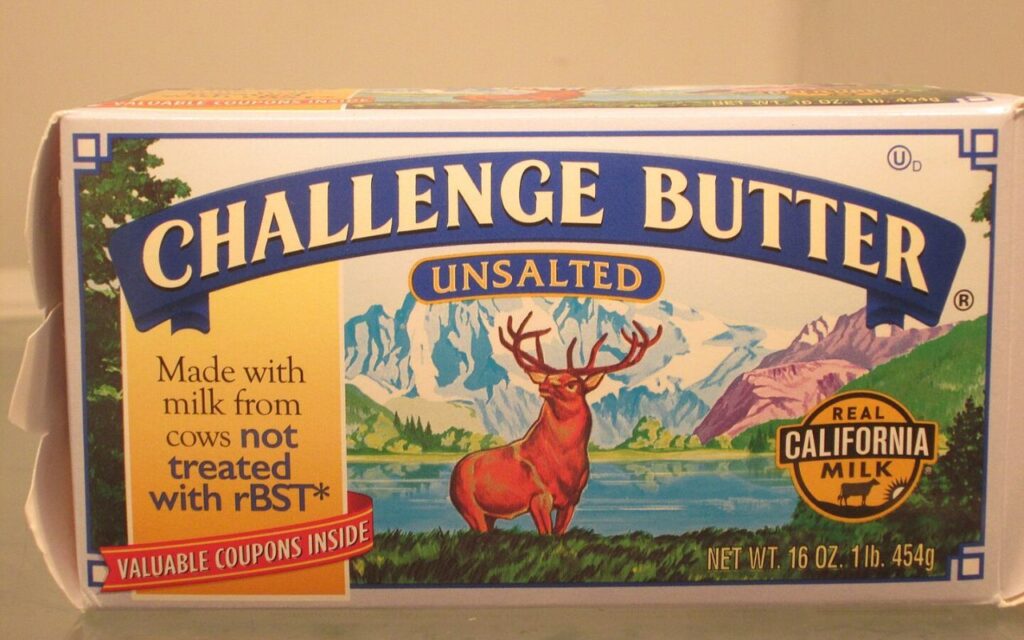 VALUABLE COUPONS INSIDE
NET WT. 16 OZ. 1 lb. 454g
U D
CHALLENGE BUTTER
®
UNSALTED
Made with
milk from
cows not
treated
with rBST*
REAL
CALIFORNIA
MILK
VALUABLE COUPONS INSIDE
NET WT. 16 OZ. 1 lb. 454g